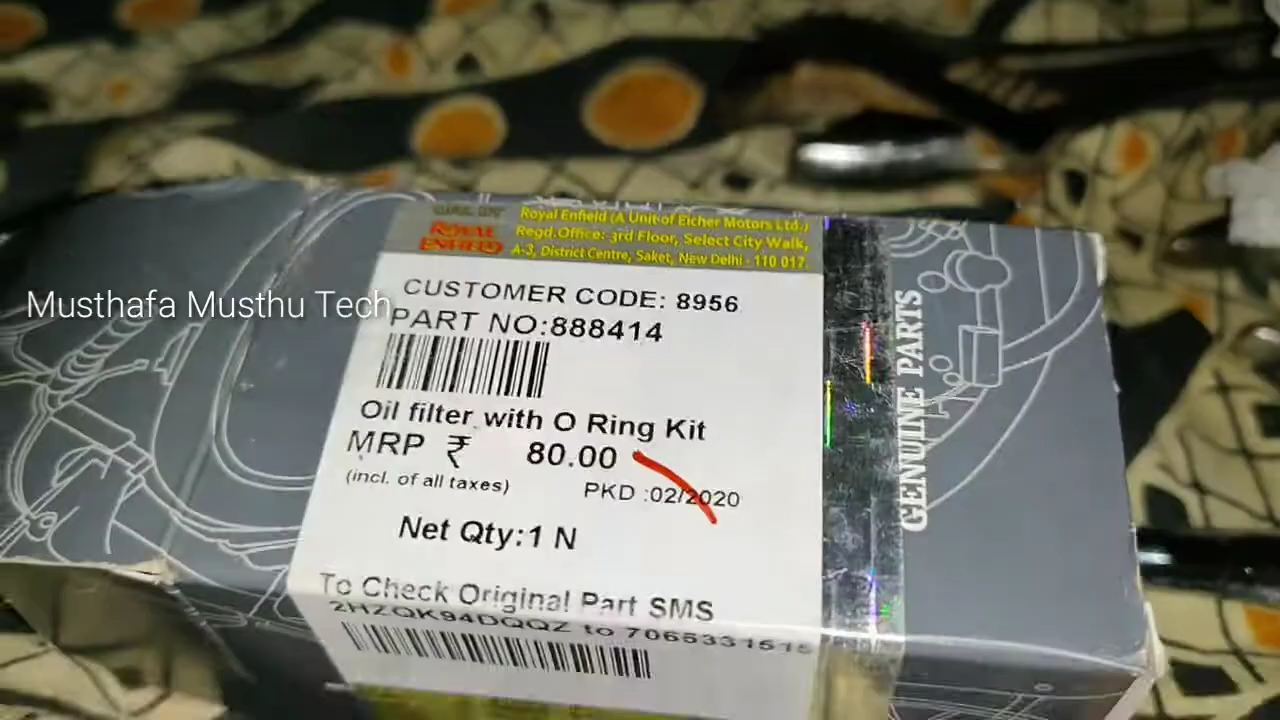 ROYAL
ENFIELD
Royal Enfield (A Unit of Eicher Motors Ltd.)
Regd.Office: 3rd Floor, Select City Walk,
A-3, District Centre, Saket, New Delhi - 110 017.
CUSTOMER CODE: 8956
PART NO:888414
Oil filter with O Ring Kit
MRP ₹ 80.00
(incl. of all taxes)
PKD :02/2020
Net Qty:1 N
To Check Original Part SMS
2HZQK94DQQZ to 7065331515
GENUINE PARTS
Musthafa Musthu Tech